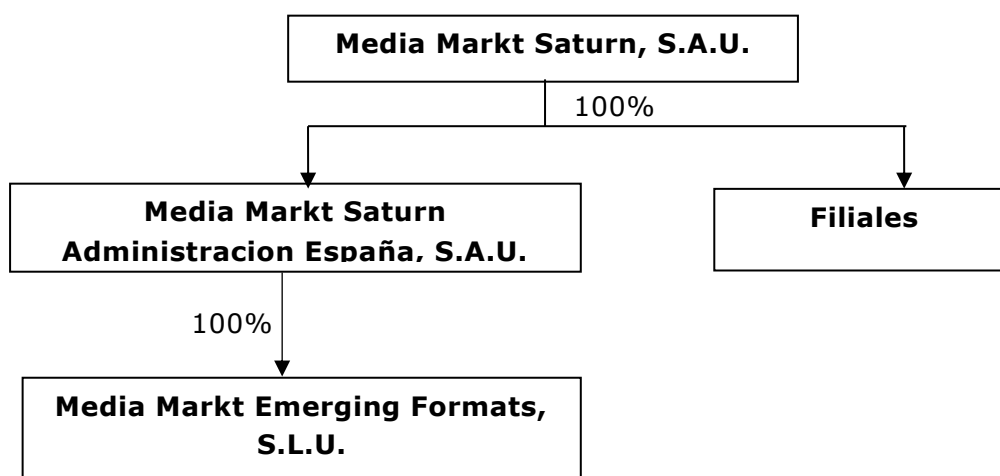 Media Markt Saturn, S.A.U.
100%
Media Markt Saturn
Administracion España, S.A.U.
Filiales
100%
Media Markt Emerging Formats,
S.L.U.